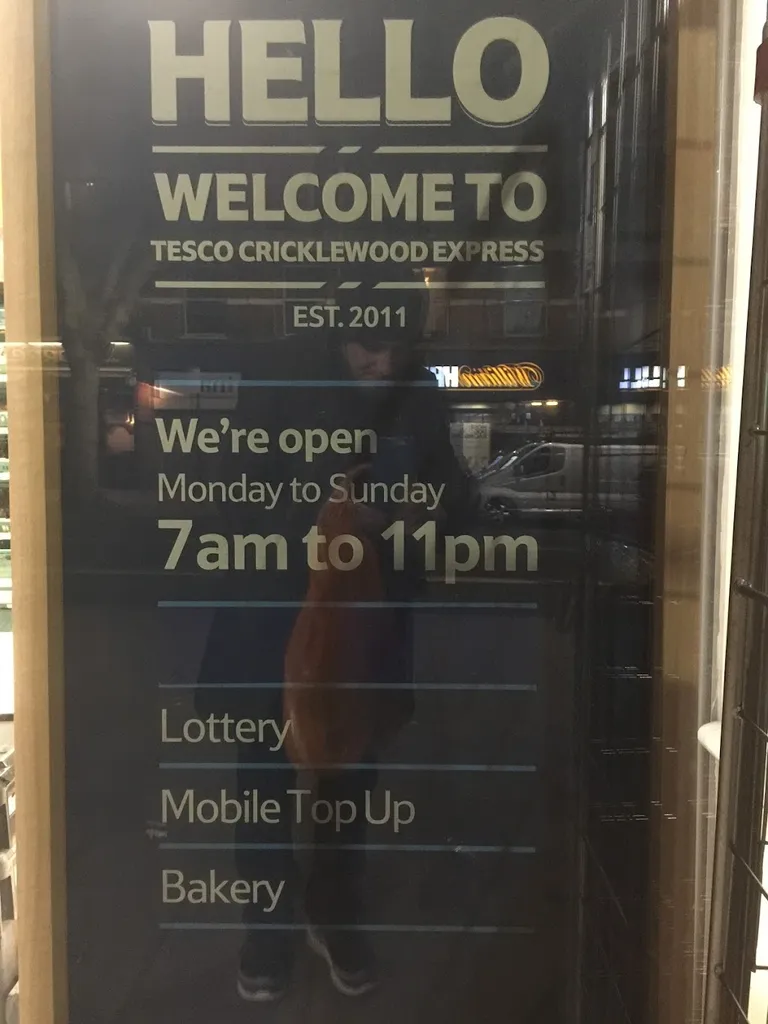 HELLO
WELCOME TO
TESCO CRICKLEWOOD EXPRESS
EST. 2011
We're open
Monday to Sunday
7am to 11pm
Lottery
Mobile Top Up
Bakery